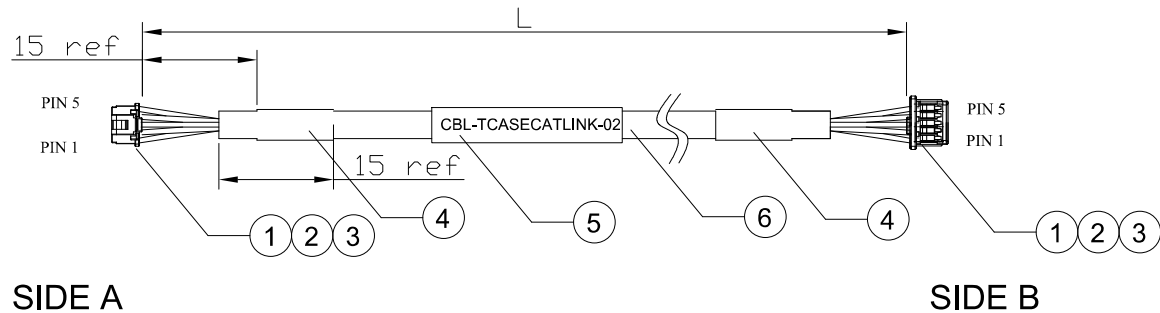 L
15 ref
PIN 5
PIN 1
CBL-TCASECATLINK-02
PIN 5
PIN 1
15 ref
4
5
6
4
1 2 3
1 2 3
SIDE A
SIDE B